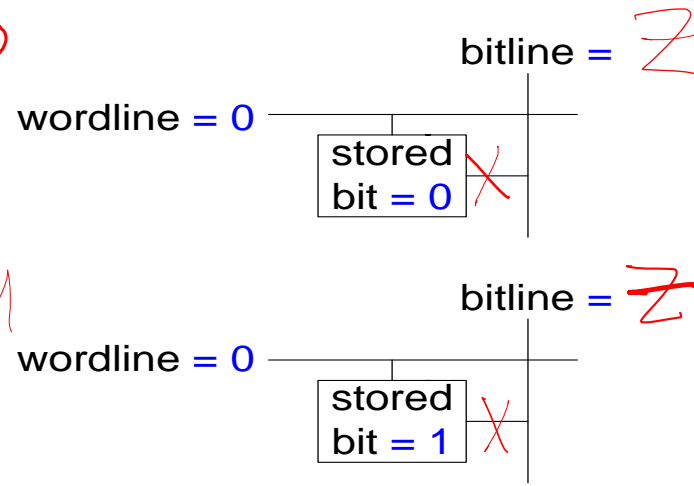 bitline = Z
wordline = 0
stored
bit = 0
X
bitline = Z
wordline = 0
stored
bit = 1
X